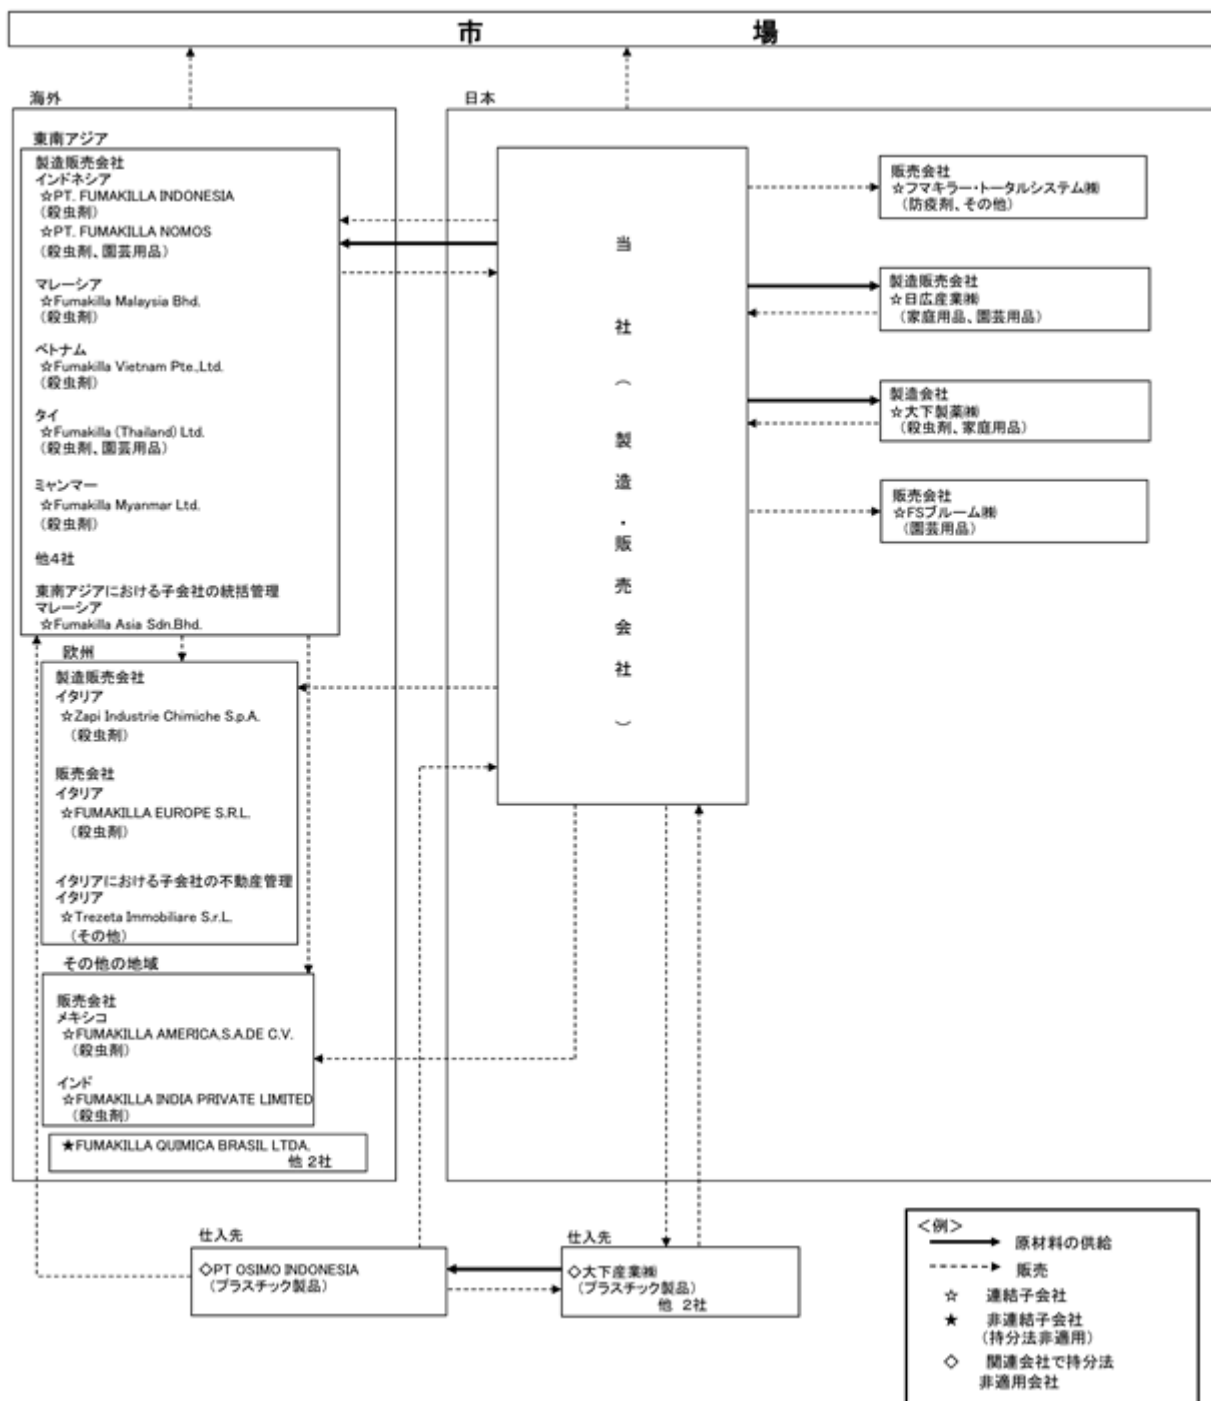 市 場
海外
東南アジア
製造販売会社
インドネシア
☆PT. FUMAKILLA INDONESIA
(殺虫剤)
☆PT. FUMAKILLA NOMOS
(殺虫剤、園芸用品)
マレーシア
☆Fumakilla Malaysia Bhd.
(殺虫剤)
ベトナム
☆Fumakilla Vietnam Pte.,Ltd.
(殺虫剤)
タイ
☆Fumakilla (Thailand) Ltd.
(殺虫剤、園芸用品)
ミャンマー
☆Fumakilla Myanmar Ltd.
(殺虫剤)
他4社
東南アジアにおける子会社の統括管理
マレーシア
☆Fumakilla Asia Sdn.Bhd.
欧州
製造販売会社
イタリア
☆Zapi Industrie Chimiche S.p.A.
(殺虫剤)
販売会社
イタリア
☆FUMAKILLA EUROPE S.R.L.
(殺虫剤)
イタリアにおける子会社の不動産管理
イタリア
☆Trezeta Immobiliare S.r.L.
(その他)
その他の地域
販売会社
メキシコ
☆FUMAKILLA AMERICA,S.A.DE C.V.
(殺虫剤)
インド
☆FUMAKILLA INDIA PRIVATE LIMITED
(殺虫剤)
★FUMAKILLA QUIMICA BRASIL LTDA.
他 2社
日本
当社(製造・販売会社)
販売会社
☆フマキラー・トータルシステム㈱
(防疫剤、その他)
製造販売会社
☆日広産業㈱
(家庭用品、園芸用品)
製造会社
☆大下製薬㈱
(殺虫剤、家庭用品)
販売会社
☆FSブルーム㈱
(園芸用品)
仕入先
◇PT OSIMO INDONESIA
(プラスチック製品)
仕入先
◇大下産業㈱
(プラスチック製品)
他 2社
<例>
原材料の供給
販売
☆ 連結子会社
★ 非連結子会社
(持分法非適用)
◇ 関連会社で持分法
非適用会社